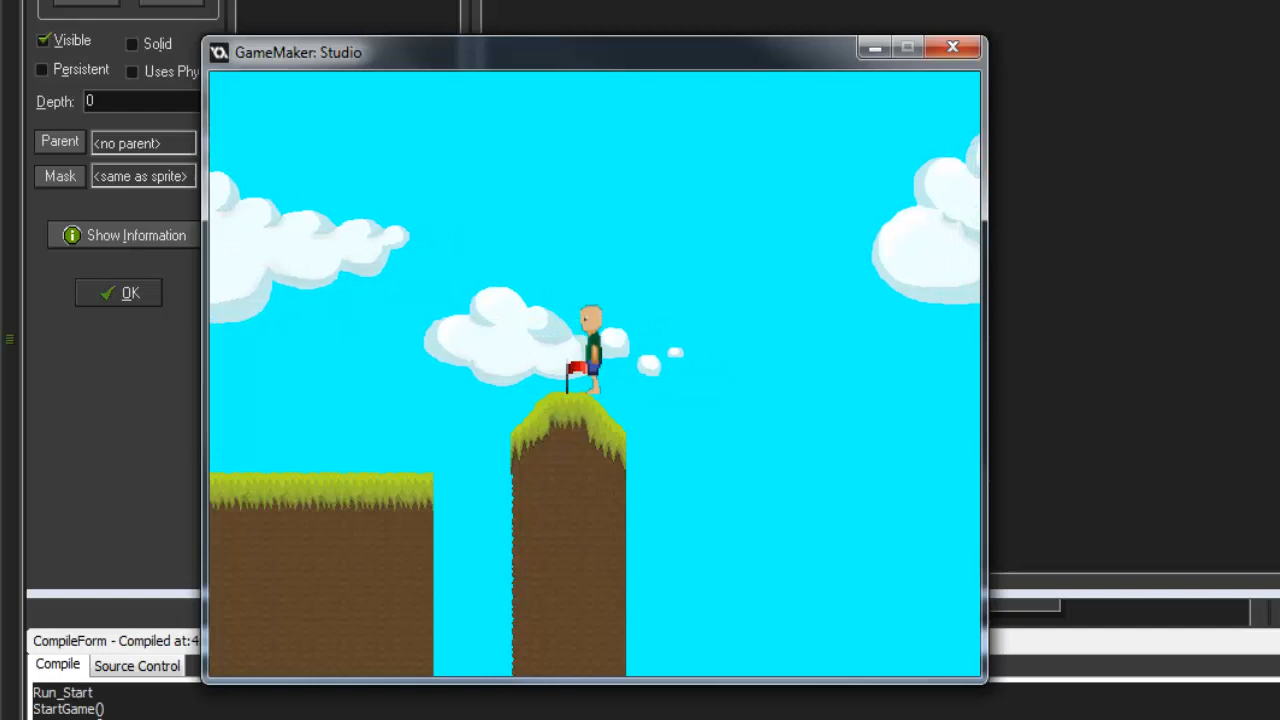 GameMaker: Studio
Visible
Solid
Persistent
Uses Phy
Depth: 0
Parent <no parent>
Mask <same as sprite>
Show Information
OK
CompileForm - Compiled at:4
Compile Source Control
Run_Start
StartGame()